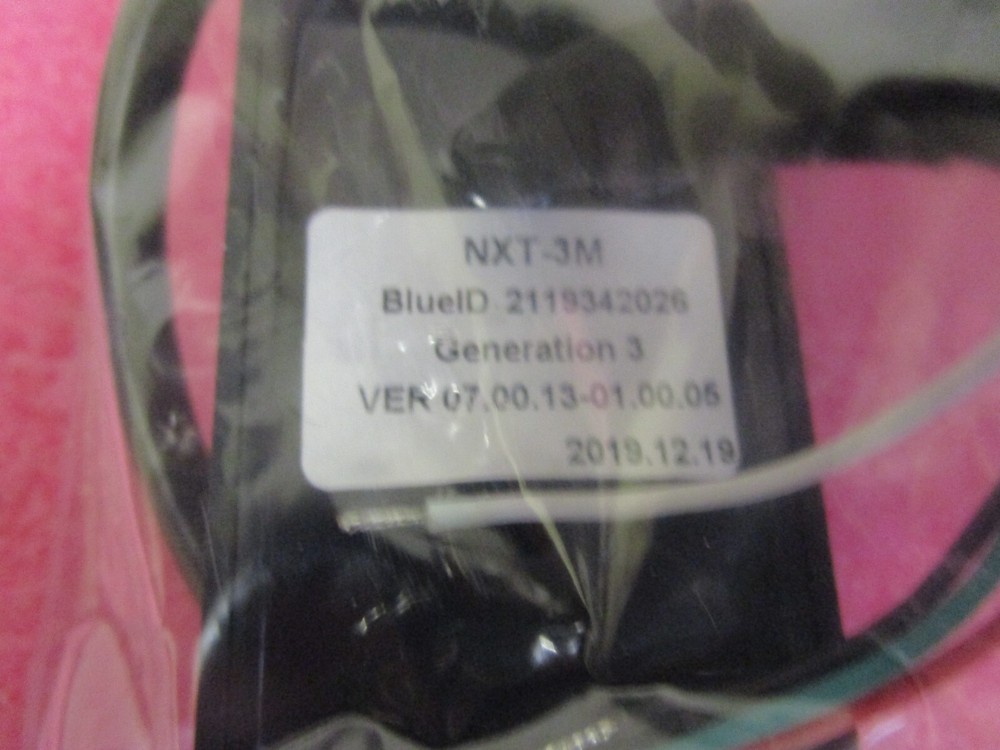 NXT-3M
BlueID 2119342026
Generation 3
VER 07.00.13-01.00.05
2019.12.19